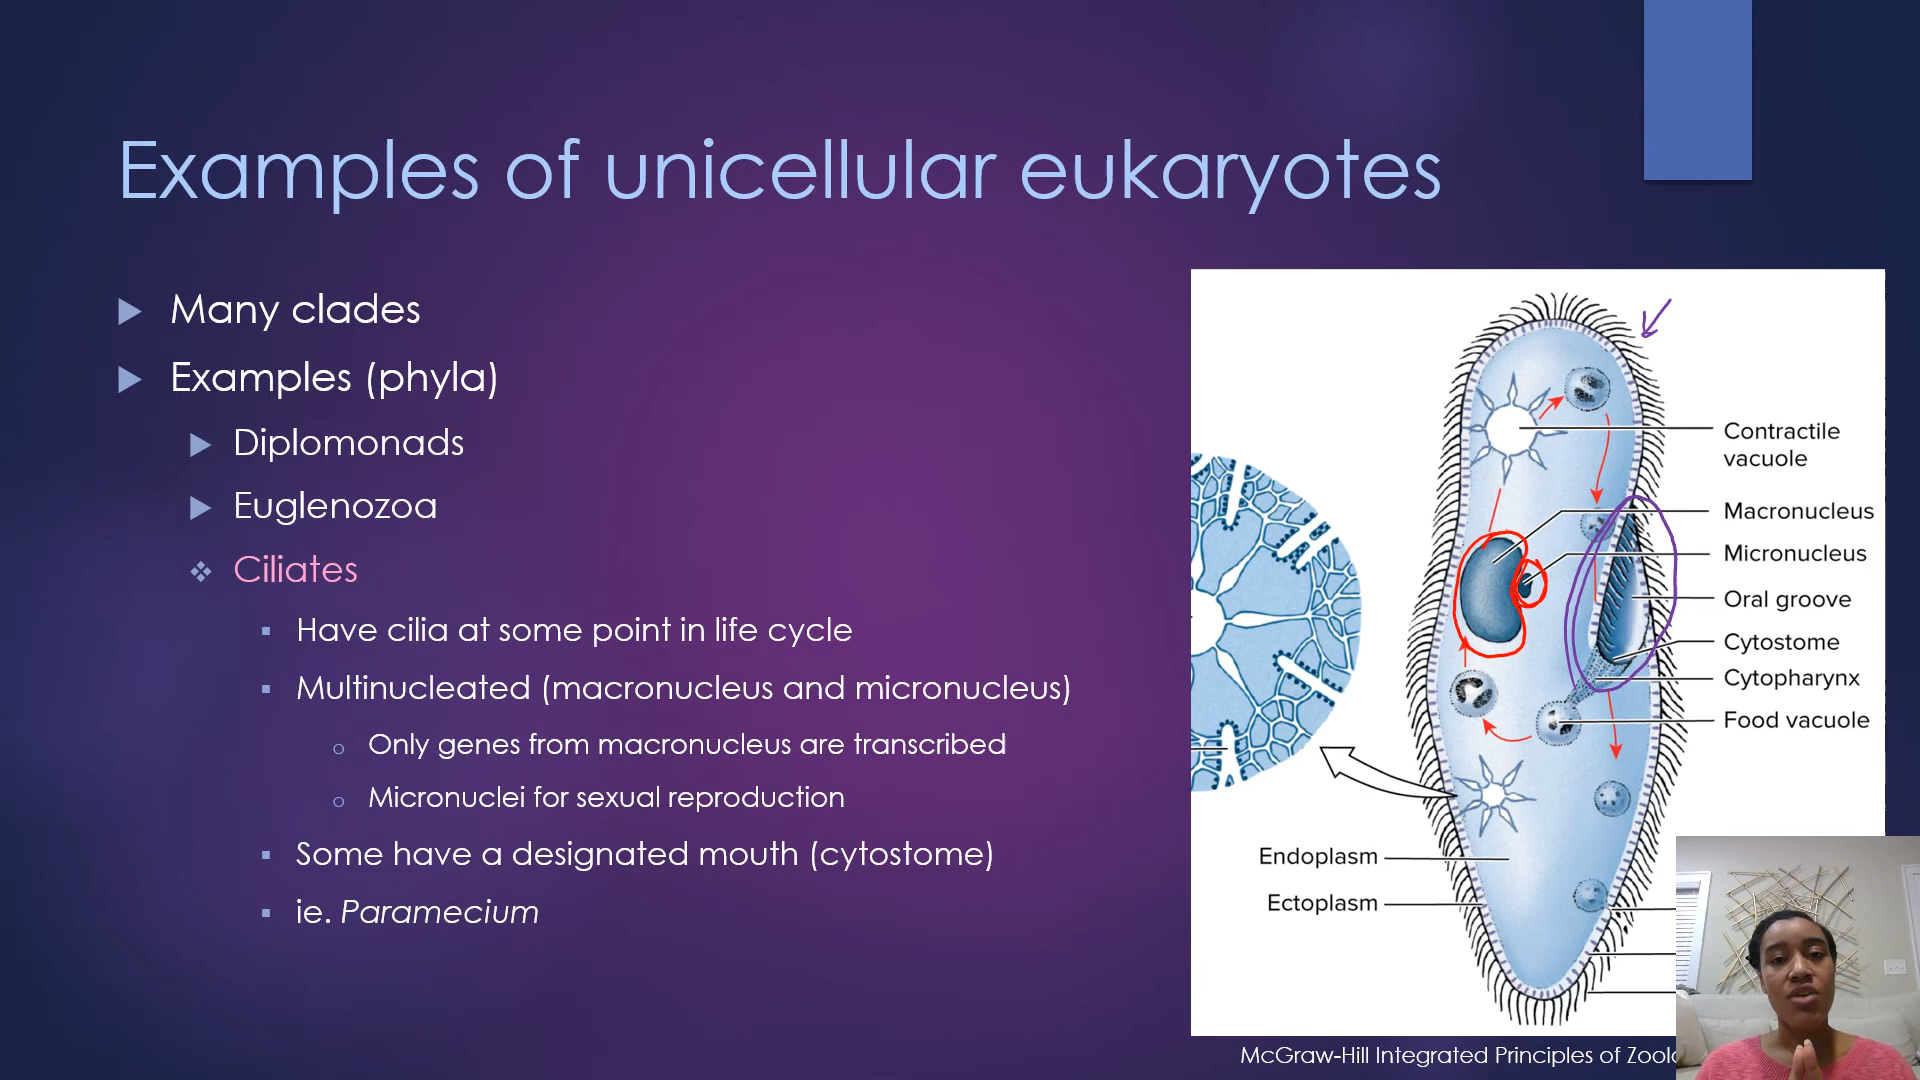 Examples of unicellular eukaryotes
Many clades
Examples (phyla)
Diplomonads
Euglenozoa
Ciliates
Have cilia at some point in life cycle
Multinucleated (macronucleus and micronucleus)
Only genes from macronucleus are transcribed
Micronuclei for sexual reproduction
Some have a designated mouth (cytostome)
ie. Paramecium
Contractile
vacuole
Macronucleus
Micronucleus
Oral groove
Cytostome
Cytopharynx
Food vacuole
Endoplasm
Ectoplasm
McGraw-Hill Integrated Principles of